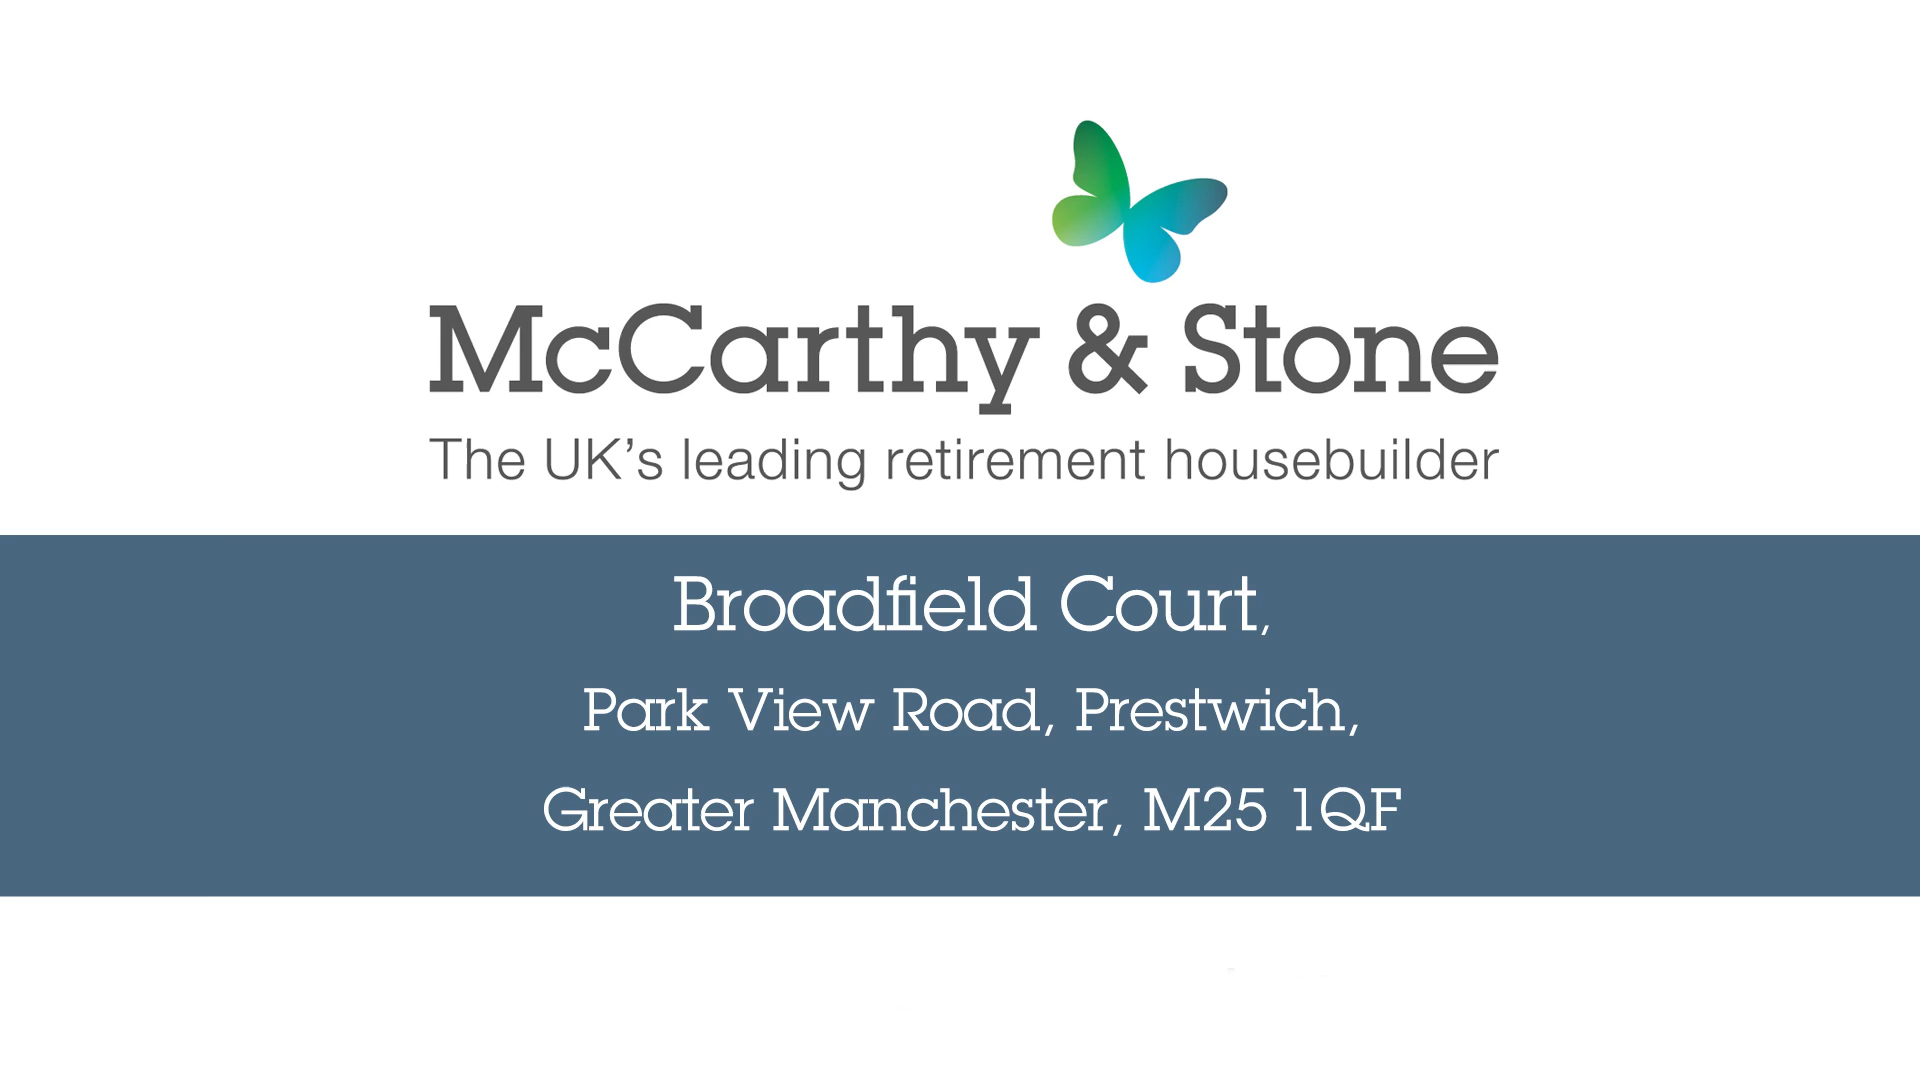 McCarthy & Stone
The UK’s leading retirement housebuilder
Broadfield Court,
Park View Road, Prestwich,
Greater Manchester, M25 1QF